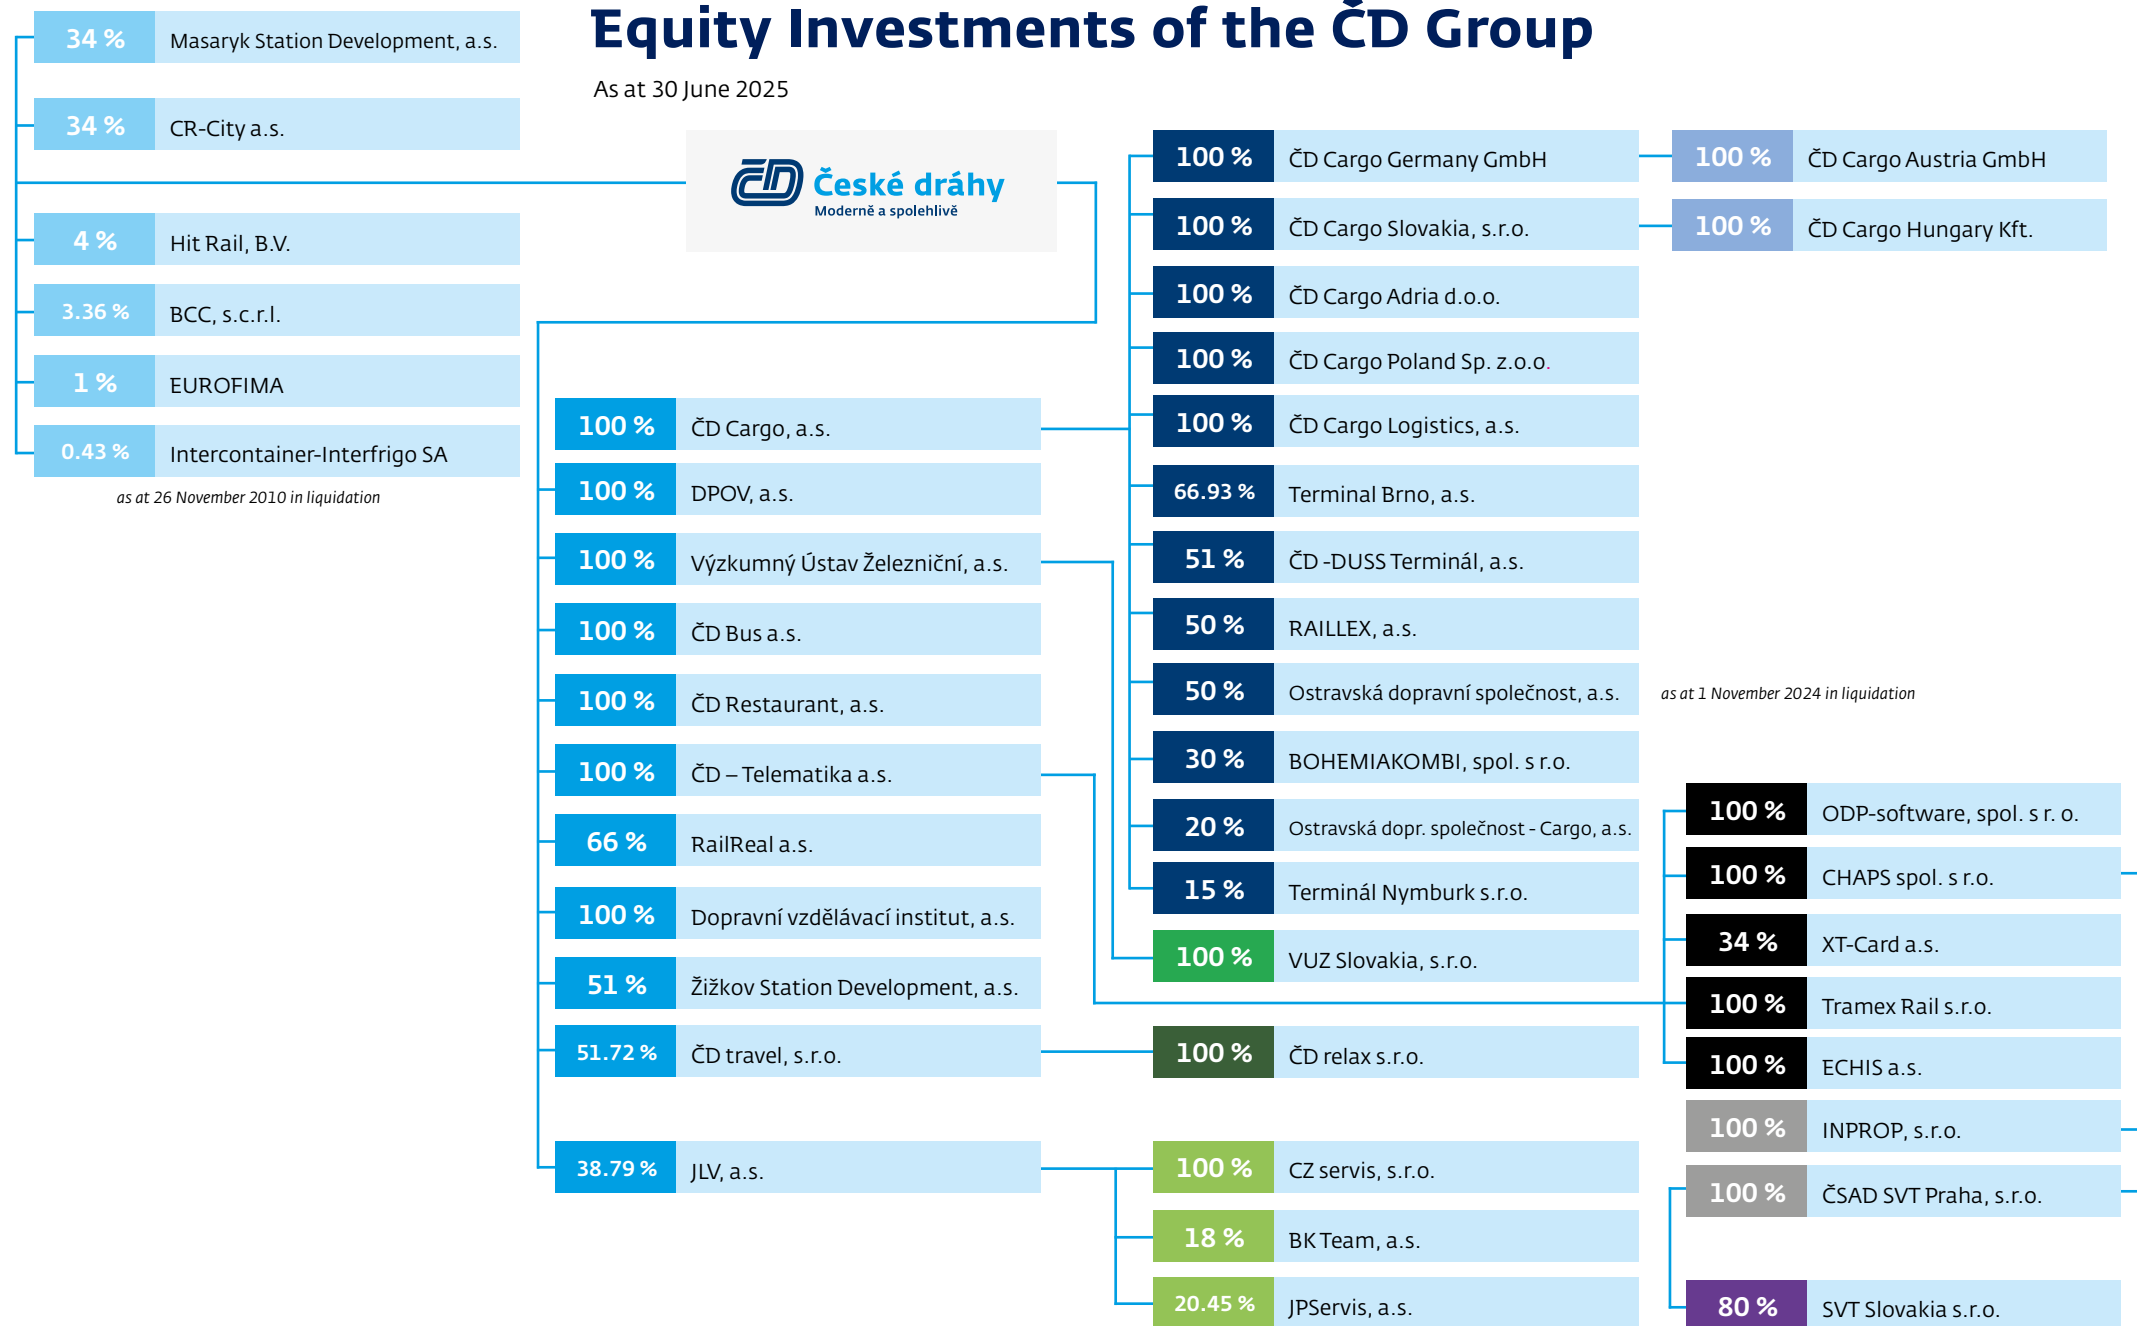 Equity Investments of the ČD Group
As at 30 June 2025
34 % Masaryk Station Development, a.s.
34 % CR-City a.s.
4 % Hit Rail, B.V.
3.36 % BCC, s.c.r.l.
1 % EUROFIMA
0.43 % Intercontainer-Interfrigo SA
as at 26 November 2010 in liquidation
ČD České dráhy
Moderně a spolehlivě
100 % ČD Cargo, a.s.
100 % DPOV, a.s.
100 % Výzkumný Ústav Železniční, a.s.
100 % ČD Bus a.s.
100 % ČD Restaurant, a.s.
100 % ČD – Telematika a.s.
66 % RailReal a.s.
100 % Dopravní vzdělávací institut, a.s.
51 % Žižkov Station Development, a.s.
51.72 % ČD travel, s.r.o.
38.79 % JLV, a.s.
100 % ČD Cargo Germany GmbH
100 % ČD Cargo Slovakia, s.r.o.
100 % ČD Cargo Adria d.o.o.
100 % ČD Cargo Poland Sp. z.o.o.
100 % ČD Cargo Logistics, a.s.
66.93 % Terminal Brno, a.s.
51 % ČD -DUSS Terminál, a.s.
50 % RAILLEX, a.s.
50 % Ostravská dopravní společnost, a.s.
as at 1 November 2024 in liquidation
30 % BOHEMIAKOMBI, spol. s r.o.
20 % Ostravská dopr. společnost - Cargo, a.s.
15 % Terminál Nymburk s.r.o.
100 % VUZ Slovakia, s.r.o.
100 % ČD relax s.r.o.
100 % CZ servis, s.r.o.
18 % BK Team, a.s.
20.45 % JPServis, a.s.
100 % ČD Cargo Austria GmbH
100 % ČD Cargo Hungary Kft.
100 % ODP-software, spol. s r. o.
100 % CHAPS spol. s r.o.
34 % XT-Card a.s.
100 % Tramex Rail s.r.o.
100 % ECHIS a.s.
100 % INPROP, s.r.o.
100 % ČSAD SVT Praha, s.r.o.
80 % SVT Slovakia s.r.o.